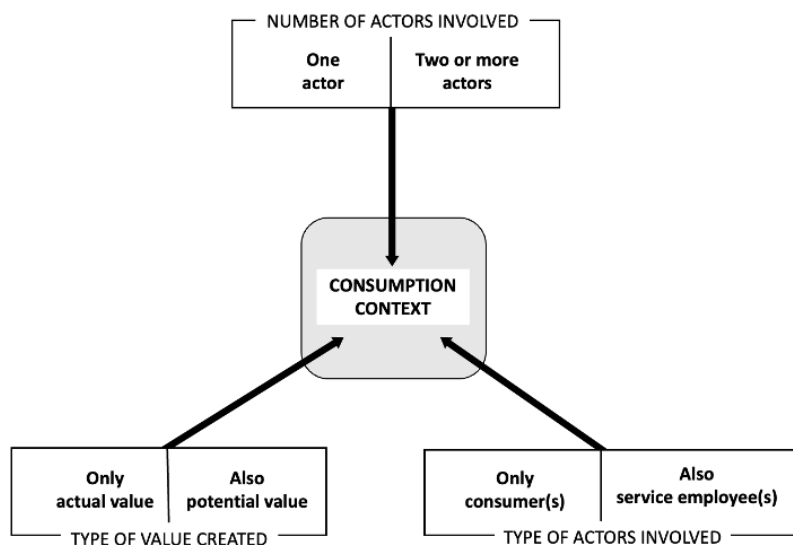 NUMBER OF ACTORS INVOLVED
One
actor
Two or more
actors
CONSUMPTION
CONTEXT
Only
actual value
Also
potential value
TYPE OF VALUE CREATED
Only
consumer(s)
Also
service employee(s)
TYPE OF ACTORS INVOLVED